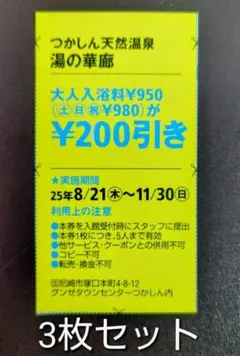 つかしん天然温泉
湯の華廊
大人入浴料¥950
(土日祝¥980)が
¥200引き
★実施期間
25年8/21木〜11/30日
利用上の注意
●本券を入館受付時にスタッフに提出
●本券1枚につき、5人まで有効
●他サービス・クーポンとの併用不可
●コピー不可
●転売・換金不可
尼崎市塚口本町4-8-12
グンゼタウンセンターつかしん内
3枚セット